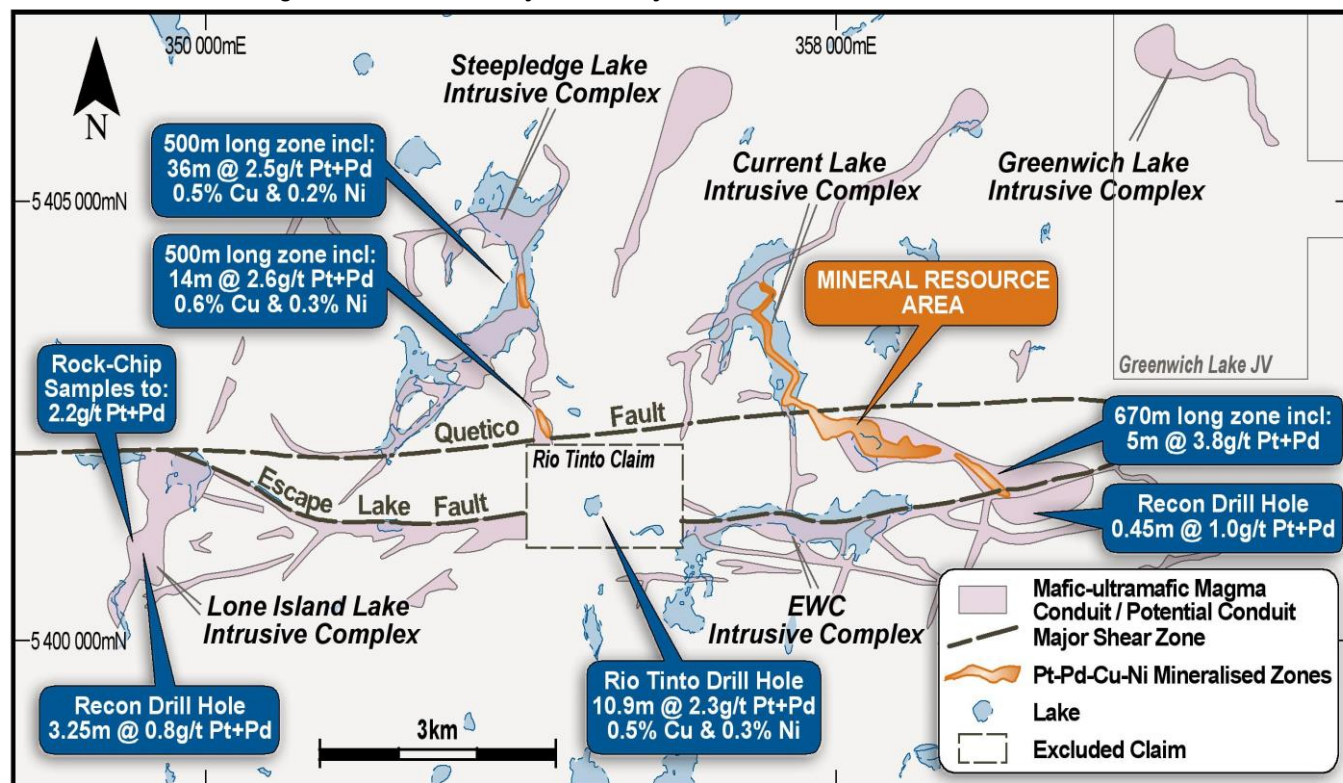 350 000mE
358 000mE
N
Steepledge Lake
Intrusive Complex
500m long zone incl:
36m @ 2.5g/t Pt+Pd
0.5% Cu & 0.2% Ni
Current Lake
Intrusive Complex
Greenwich Lake
Intrusive Complex
5 405 000mN
500m long zone incl:
14m @ 2.6g/t Pt+Pd
0.6% Cu & 0.3% Ni
MINERAL RESOURCE
AREA
Rock-Chip
Samples to:
2.2g/t Pt+Pd
Greenwich Lake JV
Quetico Fault
670m long zone incl:
5m @ 3.8g/t Pt+Pd
Rio Tinto Claim
Escape Lake Fault
Recon Drill Hole
0.45m @ 1.0g/t Pt+Pd
Lone Island Lake
Intrusive Complex
EWC
Intrusive Complex
5 400 000mN
Recon Drill Hole
3.25m @ 0.8g/t Pt+Pd
3km
Rio Tinto Drill Hole
10.9m @ 2.3g/t Pt+Pd
0.5% Cu & 0.3% Ni
Mafic-ultramafic Magma
Conduit / Potential Conduit
Major Shear Zone
Pt-Pd-Cu-Ni Mineralised Zones
Lake
Excluded Claim